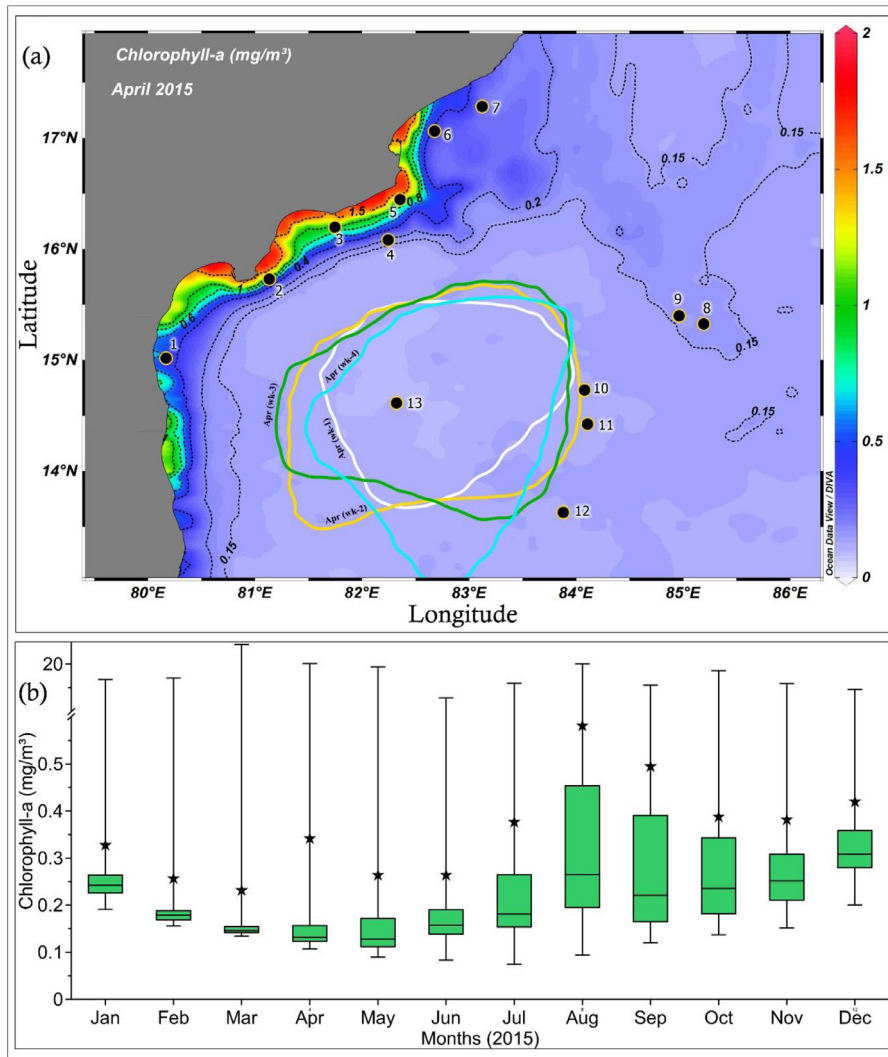 (a)
Chlorophyll-a (mg/m³)
April 2015
Latitude
17°N
16°N
15°N
14°N
80°E
81°E
82°E
83°E
84°E
85°E
86°E
Longitude
2
1.5
1
0.5
0
Ocean Data View / DIVA
7
6
5
0.8
1.5
3
4
0.2
0.15
0.15
0.4
2
1
0.6
1
9
8
0.15
Apr (wk-4)
Apr (wk-3)
Apr (wk-1)
Apr (wk-2)
13
10
11
12
0.15
0.15
(b)
Chlorophyll-a (mg/m³)
20
0.5
0.4
0.3
0.2
0.1
0
Jan Feb Mar Apr May Jun Jul Aug Sep Oct Nov Dec
Months (2015)